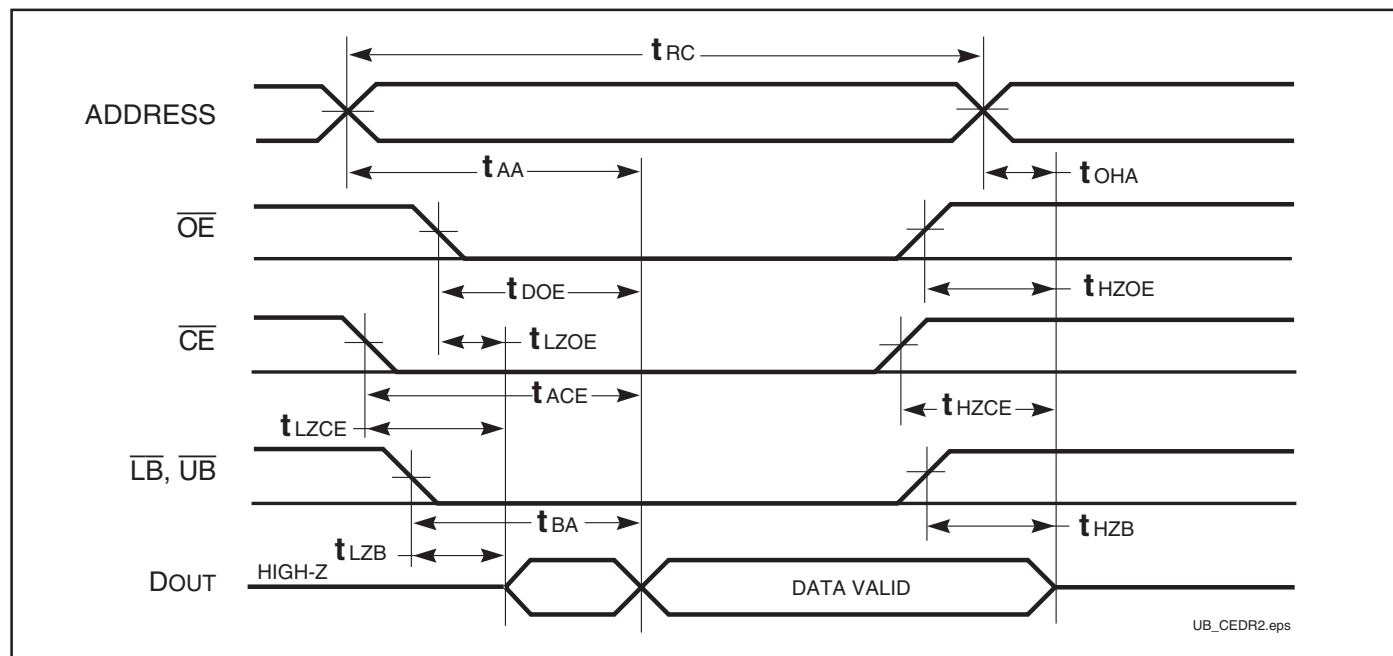 tRC
ADDRESS
tAA
tOHA
OE
tDOE
tHZOE
CE
tLZOE
tACE
tHZCE
tLZCE
LB, UB
tBA
tHZB
tLZB
HIGH-Z
DOUT
DATA VALID
UB_CEDR2.eps